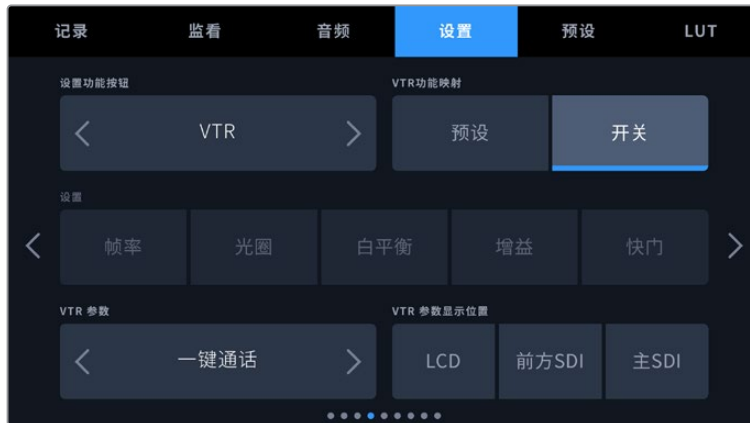 记录 监看 音频 设置 预设 LUT
设置功能按钮 VTR功能映射
VTR 预设 开关
设置
帧率 光圈 白平衡 增益 快门
VTR 参数 VTR 参数显示位置
一键通话 LCD 前方SDI 主SDI